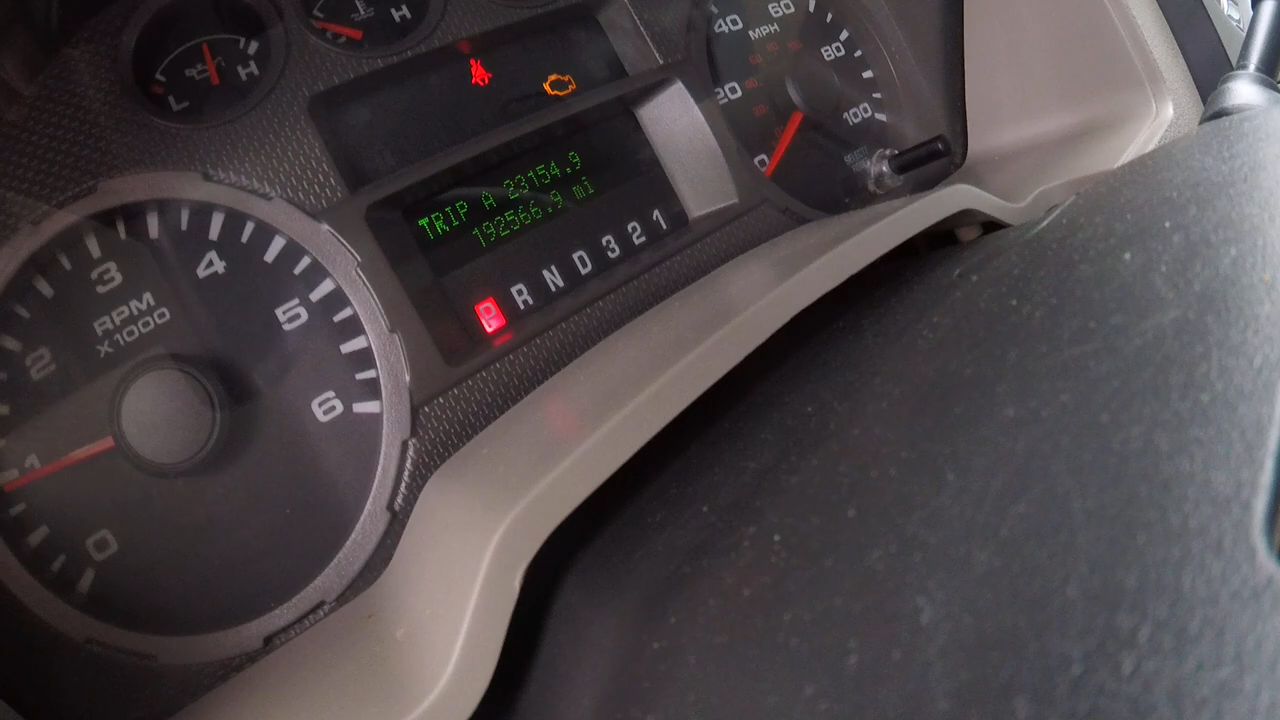 L H
H
20 40 60 80 100
MPH
0
SELECT
TRIP A 23154.9
192566.9 mi
P R N D 3 2 1
0 1 2 3 4 5 6
RPM
X1000